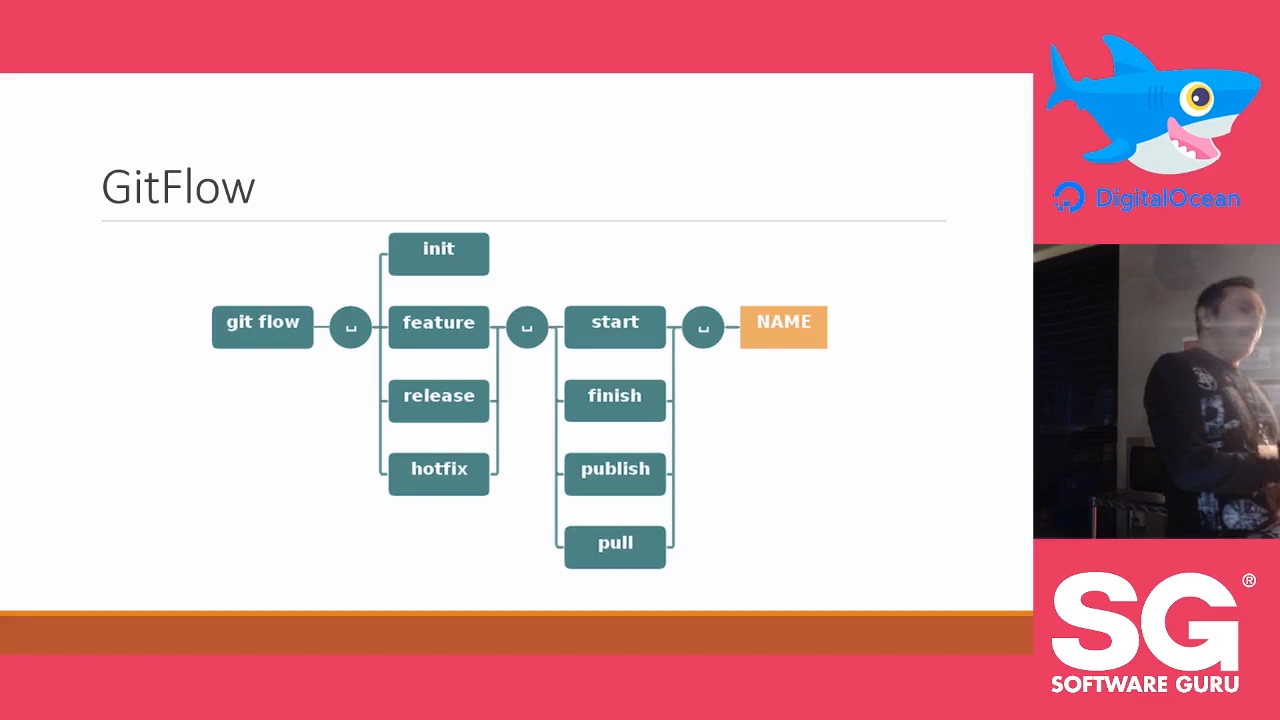 GitFlow
init
git flow ␣ feature ␣ start ␣ NAME
release finish
hotfix publish
pull
DigitalOcean
SG®
SOFTWARE GURU